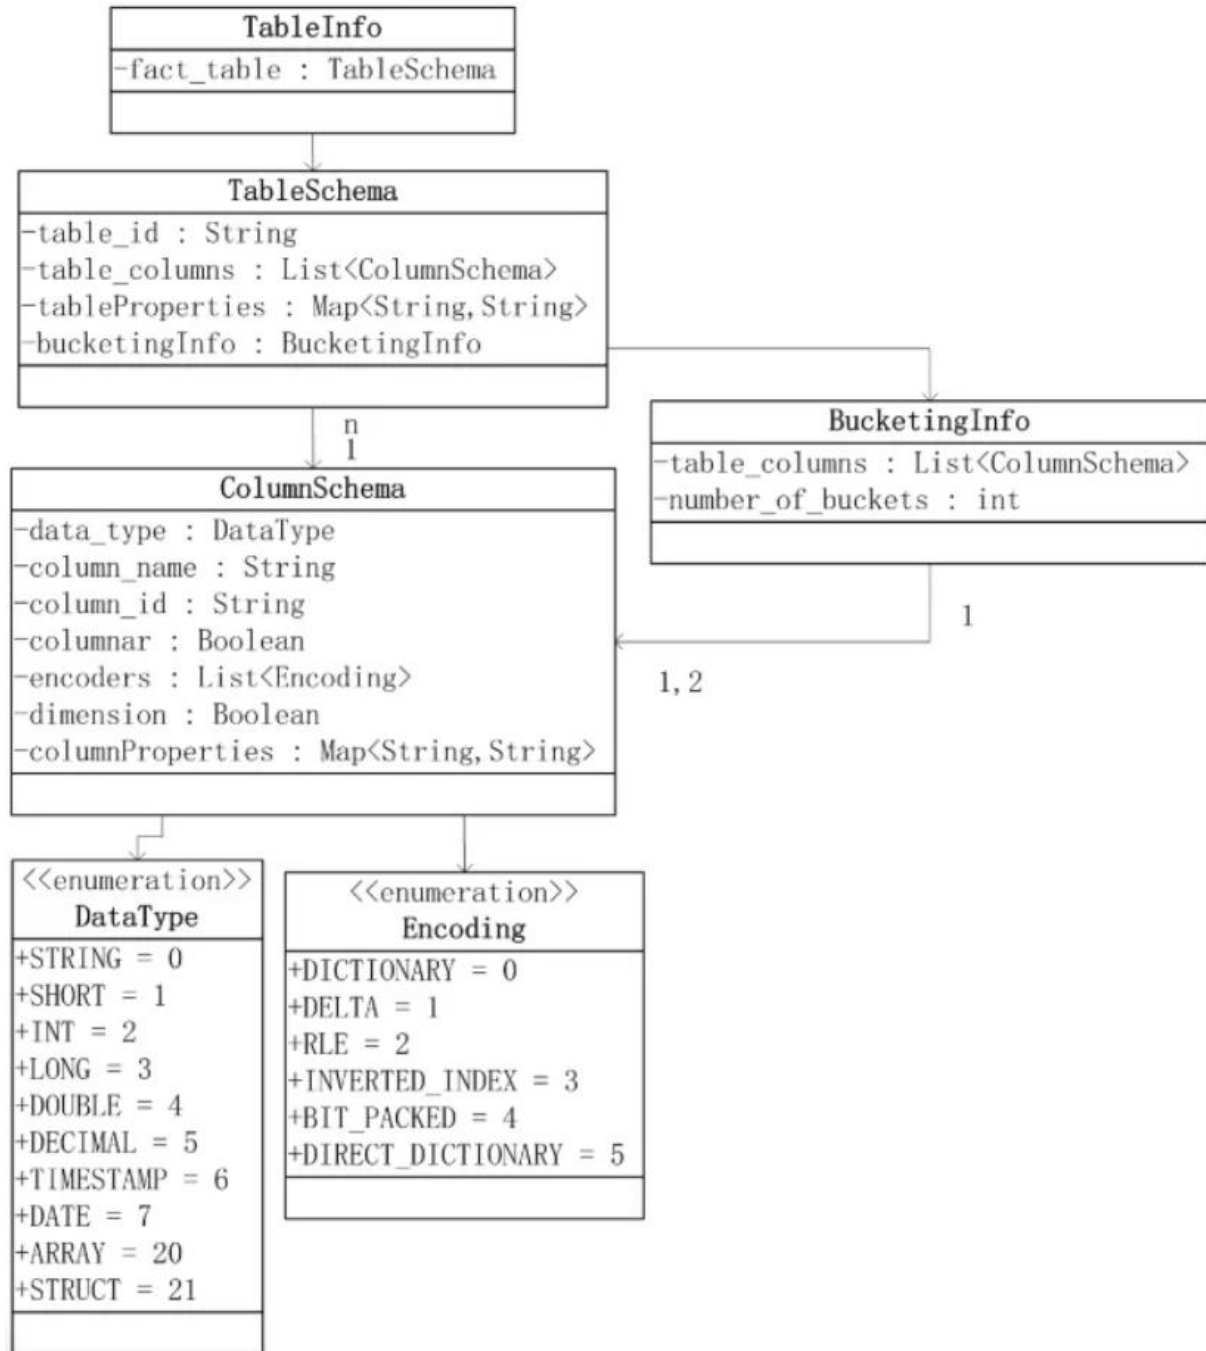 TableInfo
-fact_table : TableSchema
TableSchema
-table_id : String
-table_columns : List<ColumnSchema>
-tableProperties : Map<String,String>
-bucketingInfo : BucketingInfo
n
1
BucketingInfo
-table_columns : List<ColumnSchema>
-number_of_buckets : int
1
1,2
ColumnSchema
-data_type : DataType
-column_name : String
-column_id : String
-columnar : Boolean
-encoders : List<Encoding>
-dimension : Boolean
-columnProperties : Map<String,String>
<<enumeration>>
DataType
+STRING = 0
+SHORT = 1
+INT = 2
+LONG = 3
+DOUBLE = 4
+DECIMAL = 5
+TIMESTAMP = 6
+DATE = 7
+ARRAY = 20
+STRUCT = 21
<<enumeration>>
Encoding
+DICTIONARY = 0
+DELTA = 1
+RLE = 2
+INVERTED_INDEX = 3
+BIT_PACKED = 4
+DIRECT_DICTIONARY = 5